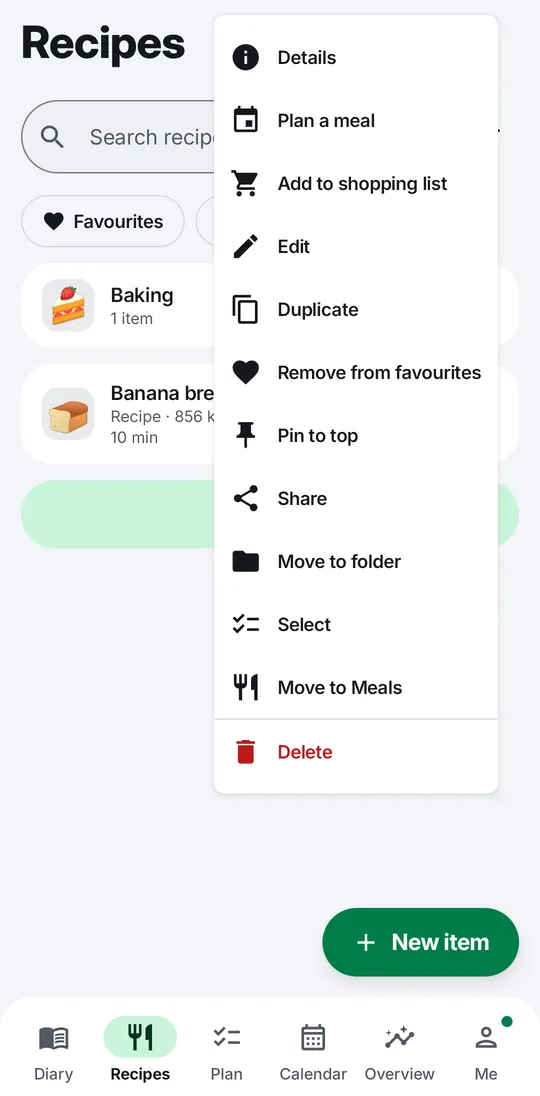 Recipes
Search recip
Favourites
Baking
1 item
Banana bre
Recipe · 856 k
10 min
Details
Plan a meal
Add to shopping list
Edit
Duplicate
Remove from favourites
Pin to top
Share
Move to folder
Select
Move to Meals
Delete
New item
Diary
Recipes
Plan
Calendar
Overview
Me